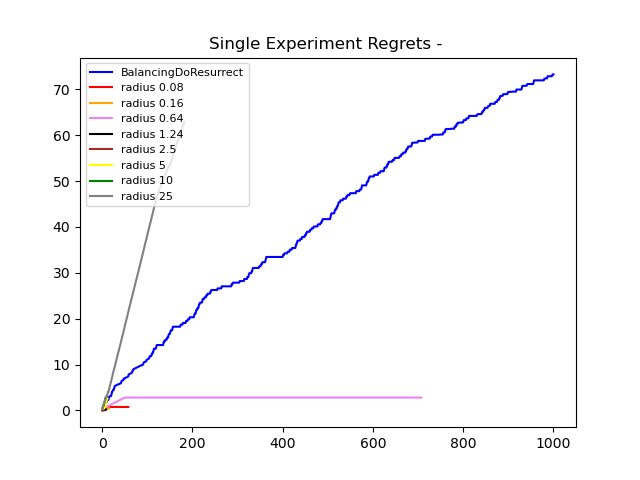 Single Experiment Regrets -
BalancingDoResurrect
radius 0.08
radius 0.16
radius 0.64
radius 1.24
radius 2.5
radius 5
radius 10
radius 25
70
60
50
40
30
20
10
0
0 200 400 600 800 1000